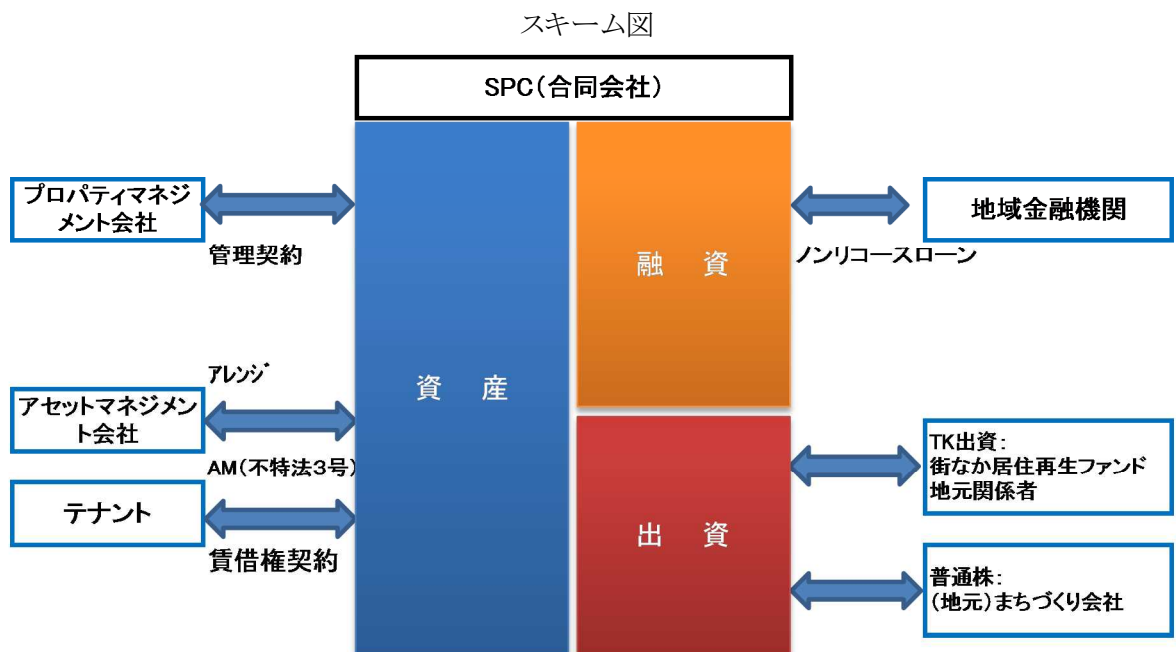 スキーム図
SPC(合同会社)
プロパティマネジ
メント会社
管理契約
アレンジ
アセットマネジメン
ト会社
AM(不特法3号)
テナント
賃借権契約
資 産
融 資
出 資
地域金融機関
ノンリコースローン
TK出資:
街なか居住再生ファンド
地元関係者
普通株:
(地元)まちづくり会社